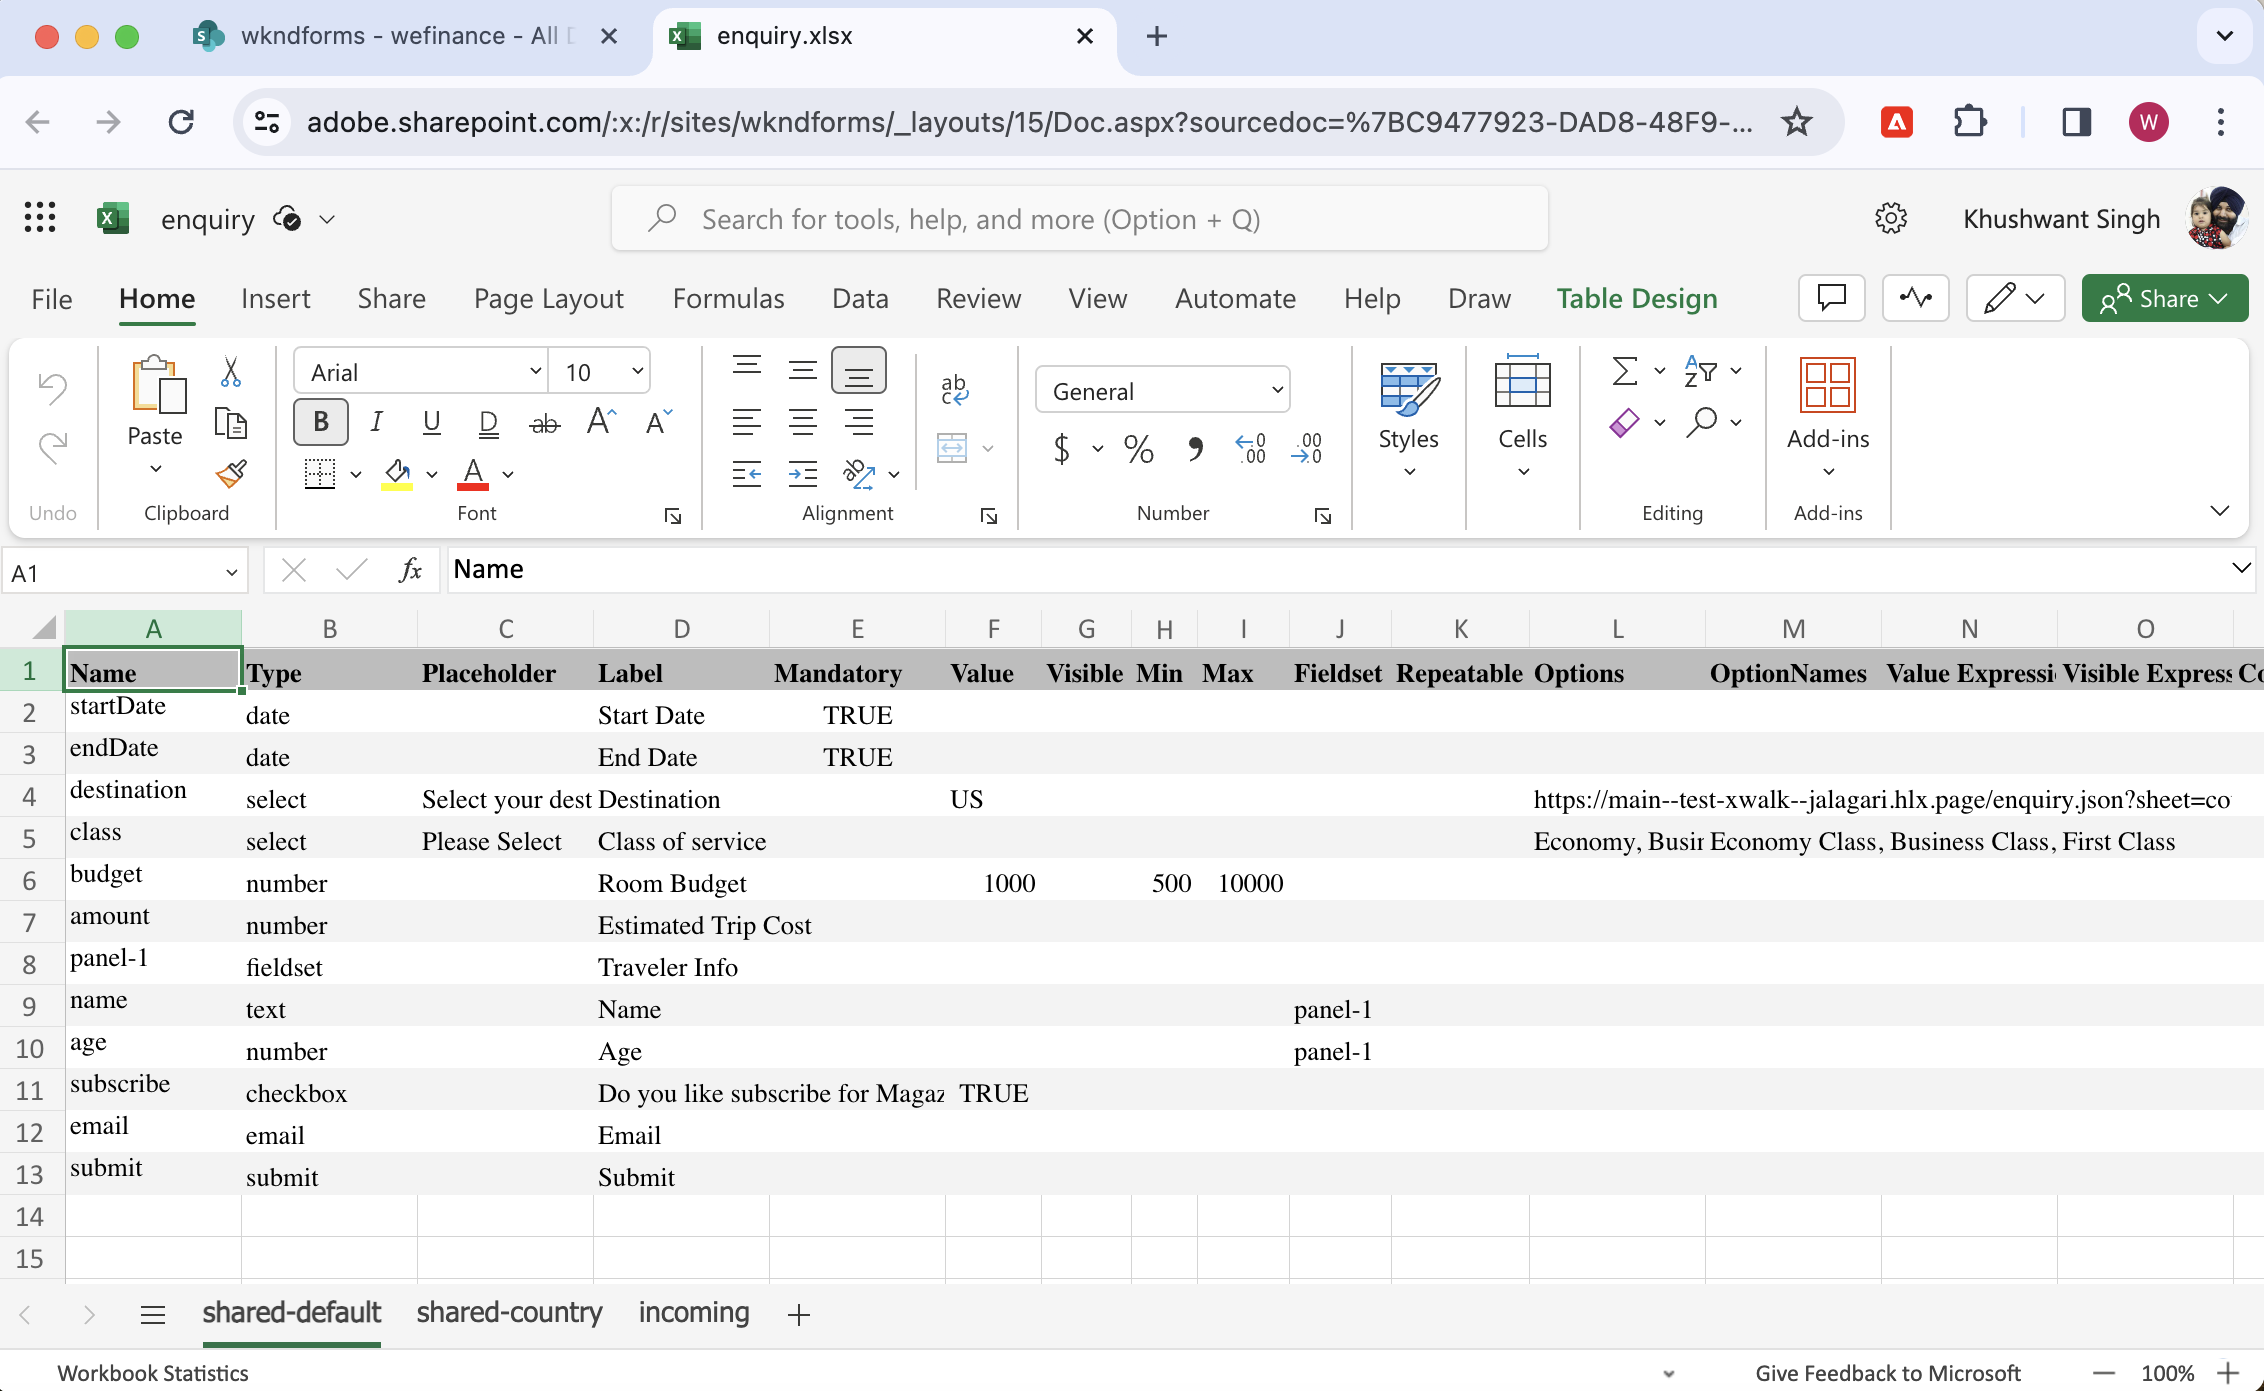 wkndforms - wefinance - All
enquiry.xlsx
adobe.sharepoint.com/:x:/r/sites/wkndforms/_layouts/15/Doc.aspx?sourcedoc=%7BC9477923-DAD8-48F9-...
W
enquiry
Search for tools, help, and more (Option + Q)
Khushwant Singh
File Home Insert Share Page Layout Formulas Data Review View Automate Help Draw Table Design
Share
Arial 10
General
Paste
Styles Cells Add-ins
Undo Clipboard Font Alignment Number Editing Add-ins
A1 fx Name
A B C D E F G H I J K L M N O
1 Name Type Placeholder Label Mandatory Value Visible Min Max Fieldset Repeatable Options OptionNames Value Expressi Visible Express Co
2 startDate date Start Date TRUE
3 endDate date End Date TRUE
4 destination select Select your dest Destination US https://main--test-xwalk--jalagari.hlx.page/enquiry.json?sheet=co
5 class select Please Select Class of service Economy, Busir Economy Class, Business Class, First Class
6 budget number Room Budget 1000 500 10000
7 amount number Estimated Trip Cost
8 panel-1 fieldset Traveler Info
9 name text Name panel-1
10 age number Age panel-1
11 subscribe checkbox Do you like subscribe for Magaz TRUE
12 email email Email
13 submit submit Submit
14
15
shared-default shared-country incoming
Workbook Statistics Give Feedback to Microsoft 100%